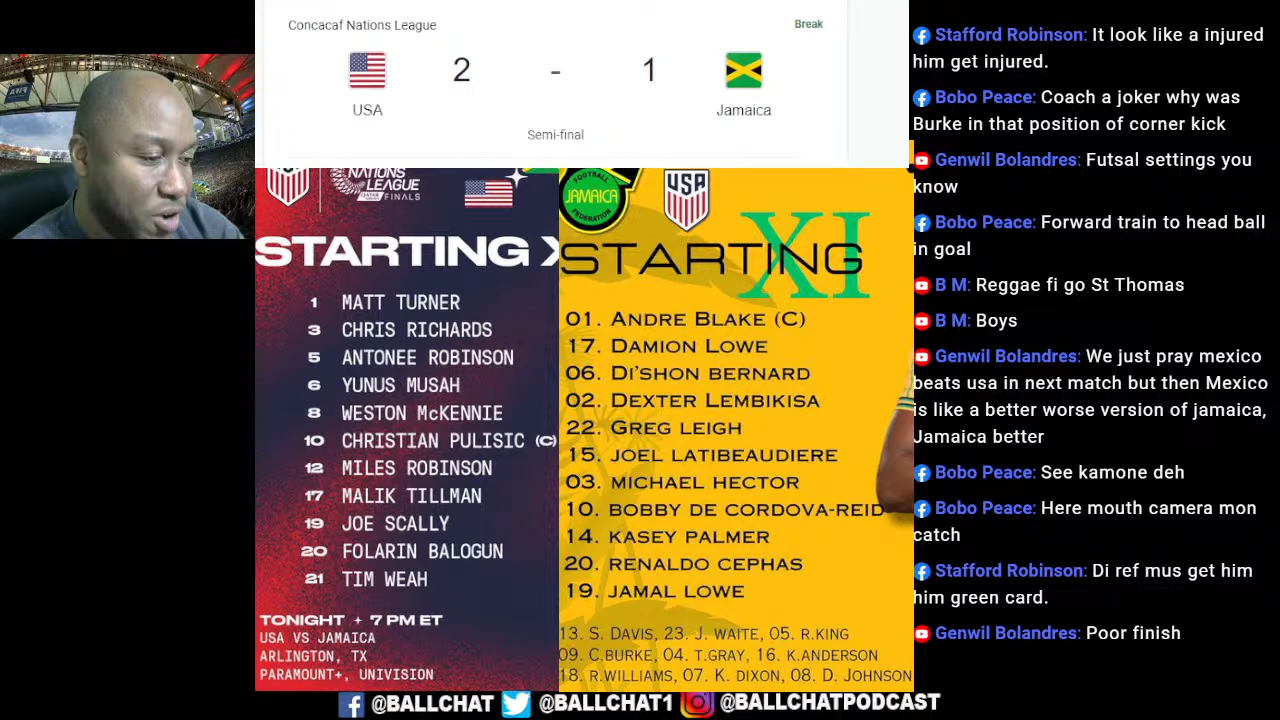 Concacaf Nations League
Break
2 - 1
USA
Jamaica
Semi-final
NATIONS
LEAGUE
FINALS
STARTING X
1 MATT TURNER
3 CHRIS RICHARDS
5 ANTONEE ROBINSON
6 YUNUS MUSAH
8 WESTON McKENNIE
10 CHRISTIAN PULISIC (C)
12 MILES ROBINSON
17 MALIK TILLMAN
19 JOE SCALLY
20 FOLARIN BALOGUN
21 TIM WEAH
TONIGHT + 7 PM ET
USA VS JAMAICA
ARLINGTON, TX
PARAMOUNT+, UNIVISION
FOOTBALL
JAMAICA
FEDERATION
USA
STARTING
XI
01. ANDRE BLAKE (C)
17. DAMION LOWE
06. DI'SHON BERNARD
02. DEXTER LEMBIKISA
22. GREG LEIGH
15. JOEL LATIBEAUDIERE
03. MICHAEL HECTOR
10. BOBBY DE CORDOVA-REID
14. KASEY PALMER
20. RENALDO CEPHAS
19. JAMAL LOWE
13. S. DAVIS, 23. J. WAITE, 05. R.KING
09. C.BURKE, 04. T.GRAY, 16. K.ANDERSON
18. R.WILLIAMS, 07. K. DIXON, 08. D. JOHNSON
Stafford Robinson: It look like a injured
him get injured.
Bobo Peace: Coach a joker why was
Burke in that position of corner kick
Genwil Bolandres: Futsal settings you
know
Bobo Peace: Forward train to head ball
in goal
B M: Reggae fi go St Thomas
B M: Boys
Genwil Bolandres: We just pray mexico
beats usa in next match but then Mexico
is like a better worse version of jamaica,
Jamaica better
Bobo Peace: See kamone deh
Bobo Peace: Here mouth camera mon
catch
Stafford Robinson: Di ref mus get him
him green card.
Genwil Bolandres: Poor finish
@BALLCHAT @BALLCHAT1 @BALLCHATPODCAST